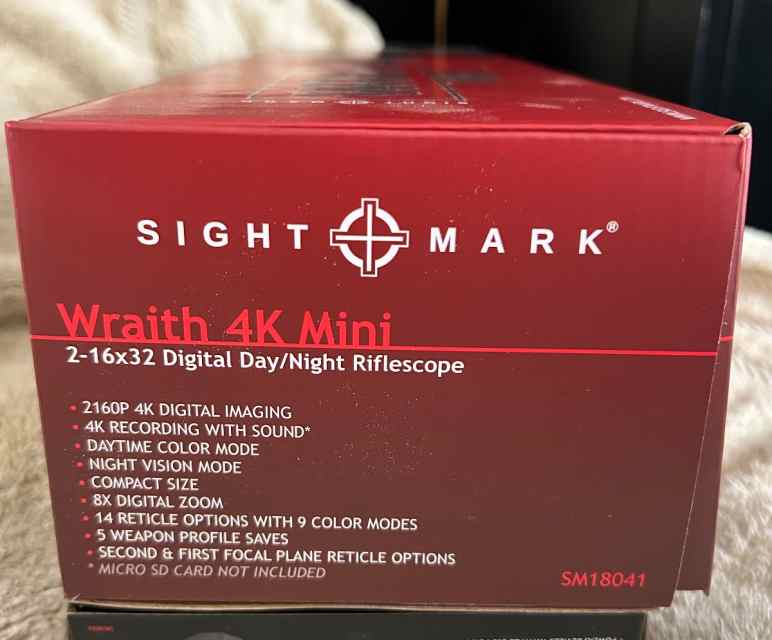 SIGHT MARK®
Wraith 4K Mini
2-16x32 Digital Day/Night Riflescope
• 2160P 4K DIGITAL IMAGING
• 4K RECORDING WITH SOUND*
• DAYTIME COLOR MODE
• NIGHT VISION MODE
• COMPACT SIZE
• 8X DIGITAL ZOOM
• 14 RETICLE OPTIONS WITH 9 COLOR MODES
• 5 WEAPON PROFILE SAVES
• SECOND & FIRST FOCAL PLANE RETICLE OPTIONS
* MICRO SD CARD NOT INCLUDED
SM18041